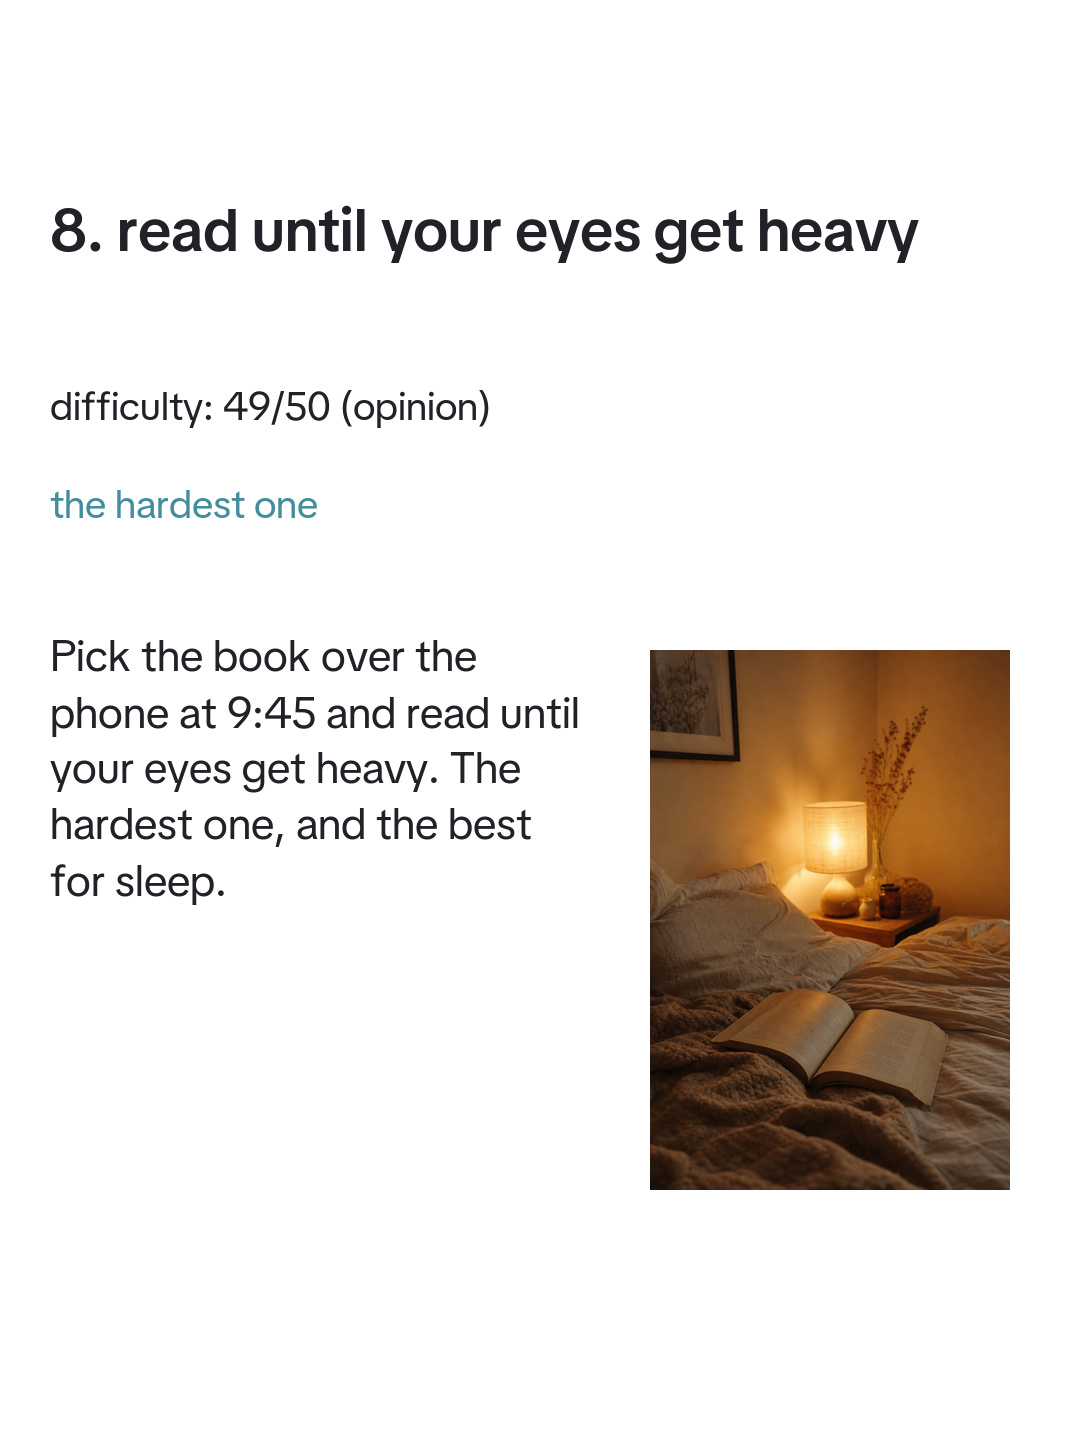 8. read until your eyes get heavy
difficulty: 49/50 (opinion)
the hardest one
Pick the book over the
phone at 9:45 and read until
your eyes get heavy. The
hardest one, and the best
for sleep.